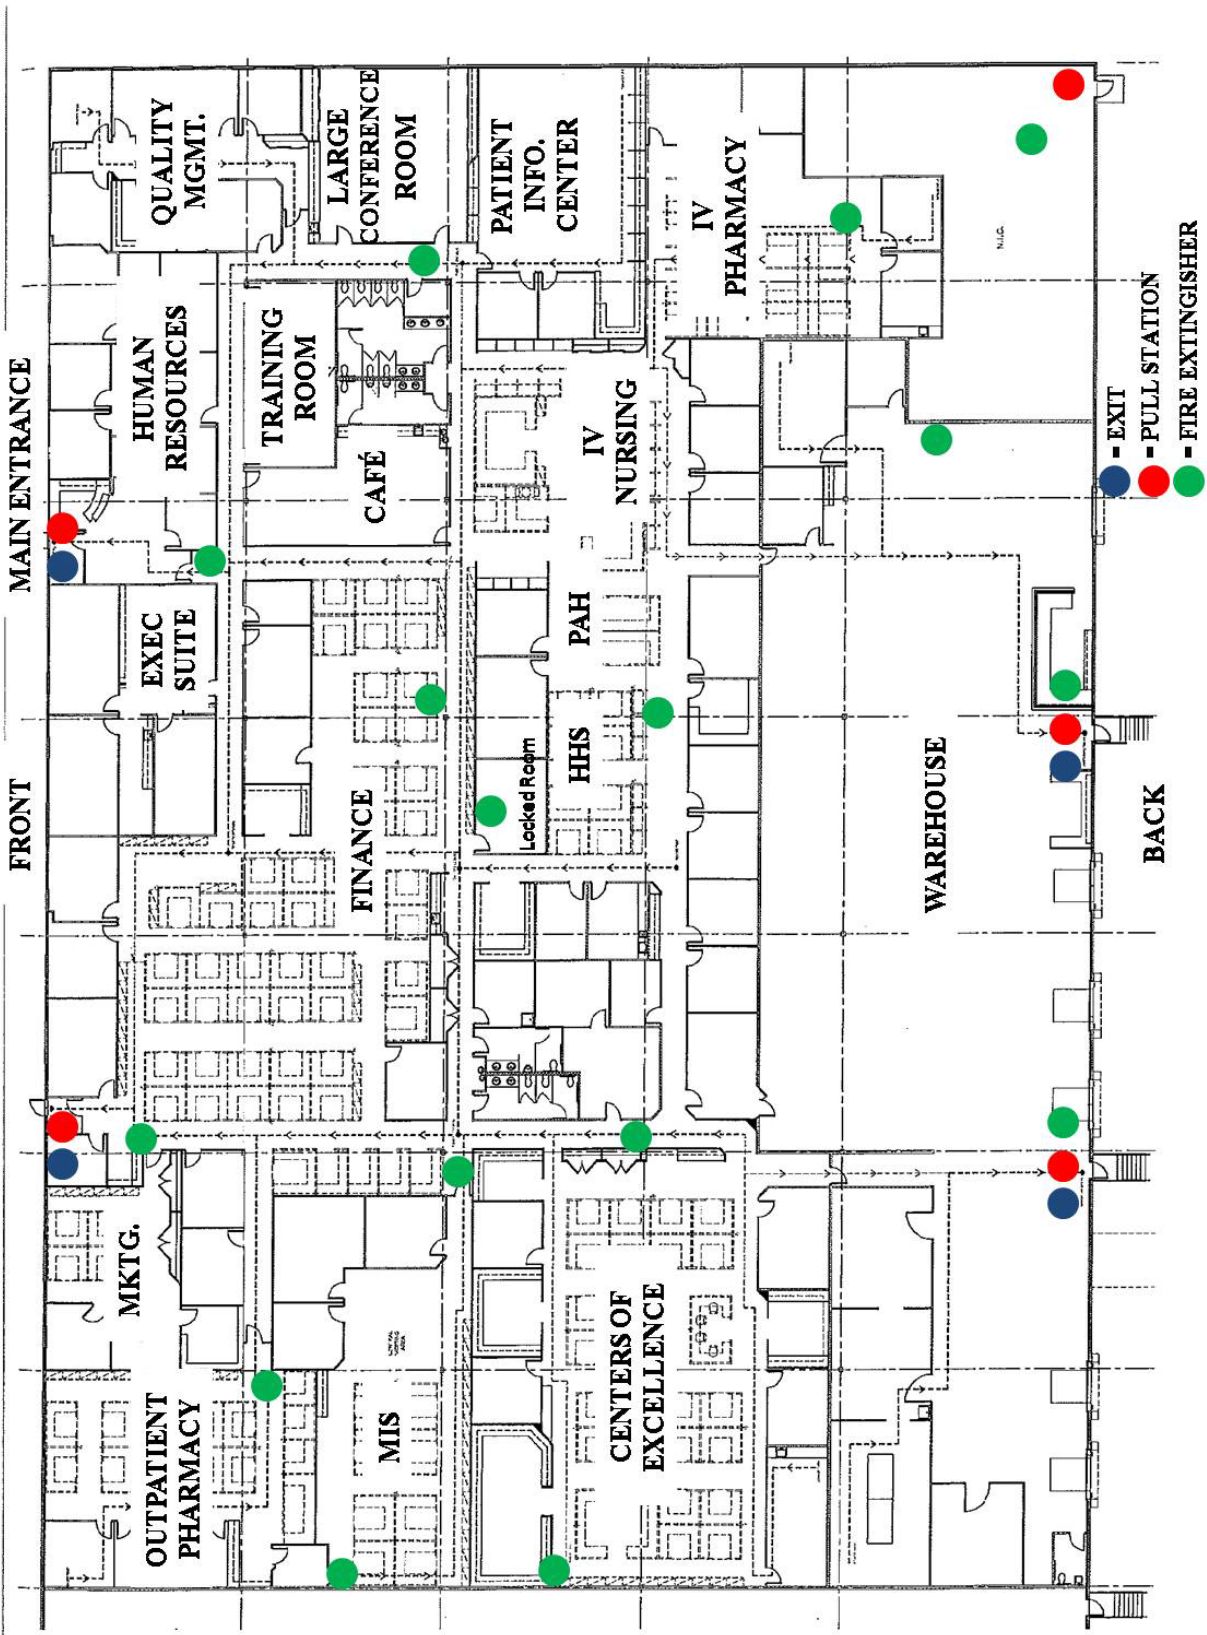 FRONT
MAIN ENTRANCE
OUTPATIENT
PHARMACY
MKTG.
EXEC
SUITE
HUMAN
RESOURCES
QUALITY
MGMT.
MIS
FINANCE
CAFÉ
TRAINING
ROOM
LARGE
CONFERENCE
ROOM
CENTERS OF
EXCELLENCE
Locked Room
HHS
PAH
IV
NURSING
PATIENT
INFO.
CENTER
IV
PHARMACY
WAREHOUSE
N.I.C.
BACK
- EXIT
- PULL STATION
- FIRE EXTINGISHER